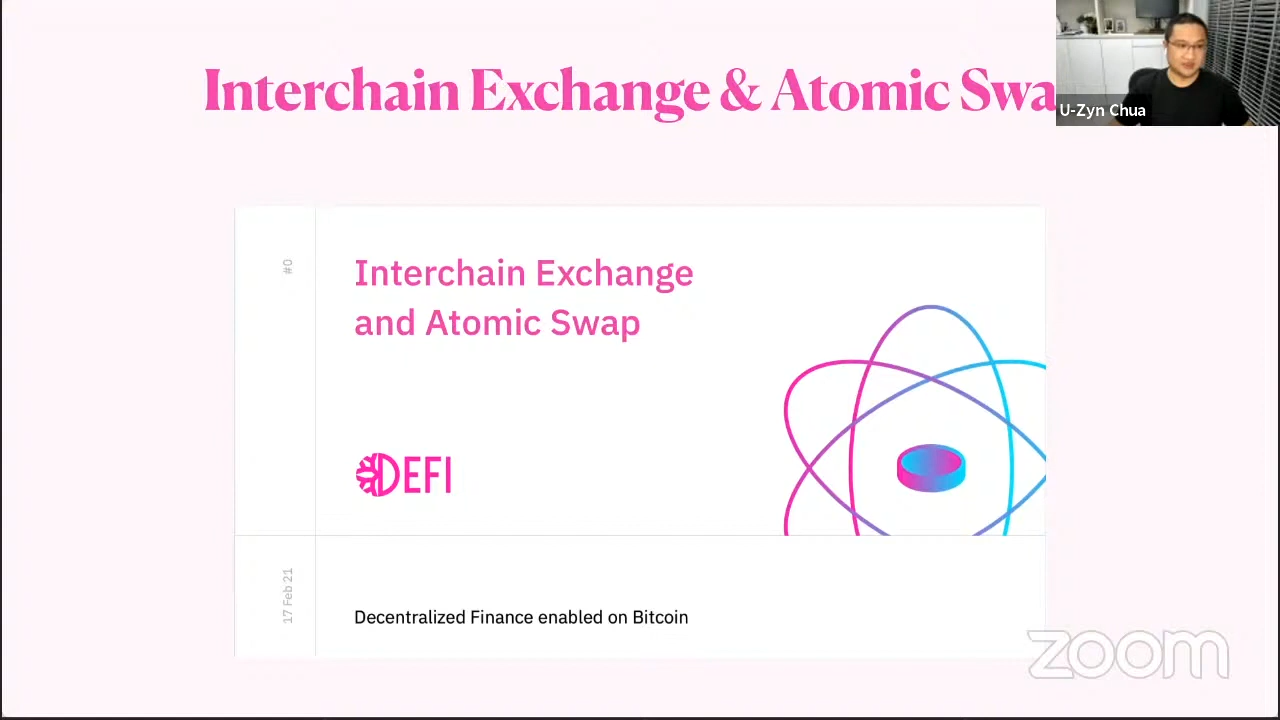 Interchain Exchange & Atomic Swa
U-Zyn Chua
#0
Interchain Exchange
and Atomic Swap
DEFI
17 Feb 21
Decentralized Finance enabled on Bitcoin
zoom